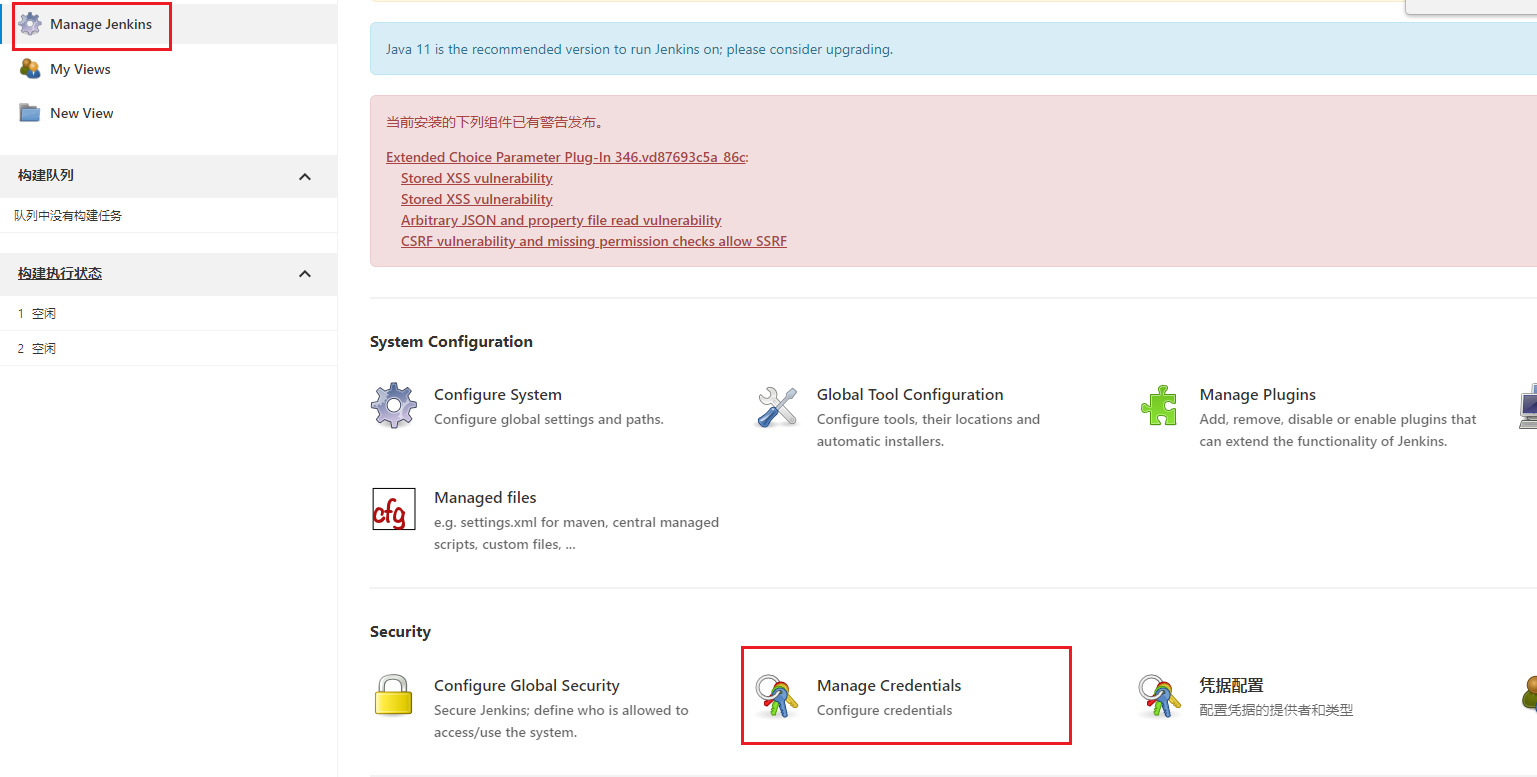 Manage Jenkins
My Views
New View
构建队列
队列中没有构建任务
构建执行状态
1 空闲
2 空闲
Java 11 is the recommended version to run Jenkins on; please consider upgrading.
当前安装的下列组件已有警告发布。
Extended Choice Parameter Plug-In 346.vd87693c5a_86c:
Stored XSS vulnerability
Stored XSS vulnerability
Arbitrary JSON and property file read vulnerability
CSRF vulnerability and missing permission checks allow SSRF
System Configuration
Configure System
Configure global settings and paths.
Global Tool Configuration
Configure tools, their locations and
automatic installers.
Manage Plugins
Add, remove, disable or enable plugins that
can extend the functionality of Jenkins.
cfg
Managed files
e.g. settings.xml for maven, central managed
scripts, custom files, ...
Security
Configure Global Security
Secure Jenkins; define who is allowed to
access/use the system.
Manage Credentials
Configure credentials
凭据配置
配置凭据的提供者和类型